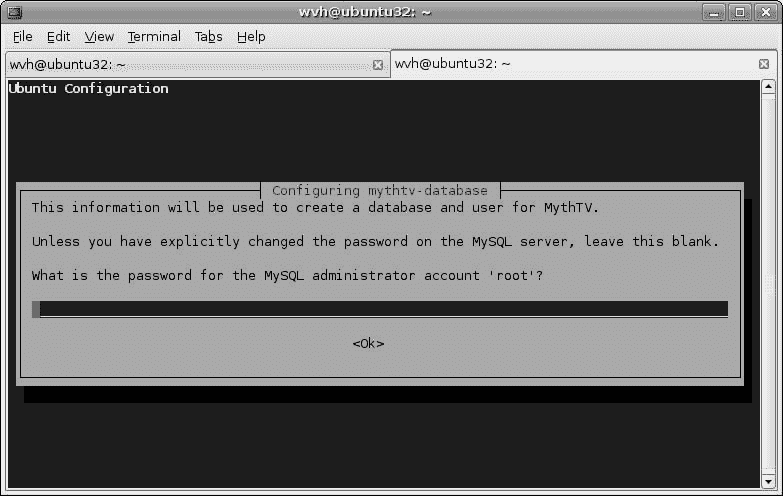 wvh@ubuntu32: ~
File Edit View Terminal Tabs Help
wvh@ubuntu32: ~ wvh@ubuntu32: ~
Ubuntu Configuration
Configuring mythtv-database
This information will be used to create a database and user for MythTV.
Unless you have explicitly changed the password on the MySQL server, leave this blank.
What is the password for the MySQL administrator account 'root'?
<Ok>